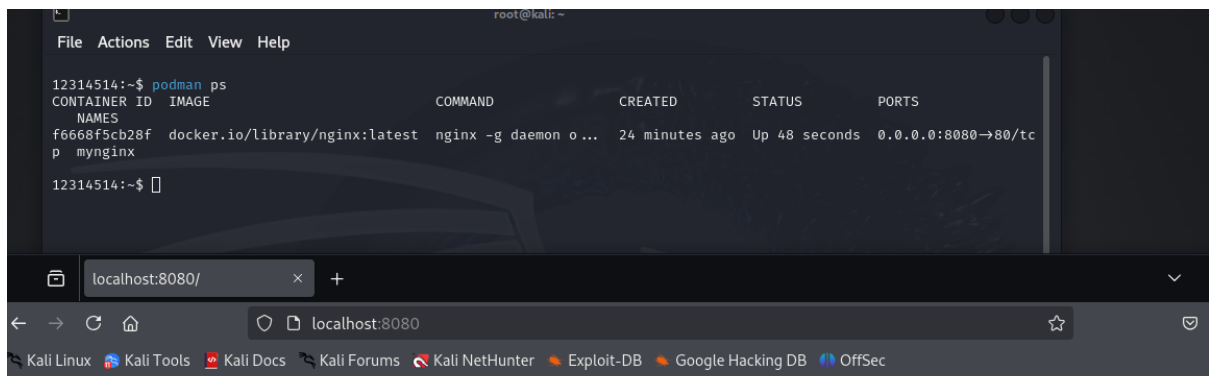 root@kali: ~
File Actions Edit View Help
12314514:~$ podman ps
CONTAINER ID IMAGE COMMAND CREATED STATUS PORTS
NAMES
f6668f5cb28f docker.io/library/nginx:latest nginx -g daemon o... 24 minutes ago Up 48 seconds 0.0.0.0:8080→80/tc
p mynginx
12314514:~$
localhost:8080/
localhost:8080
Kali Linux Kali Tools Kali Docs Kali Forums Kali NetHunter Exploit-DB Google Hacking DB OffSec